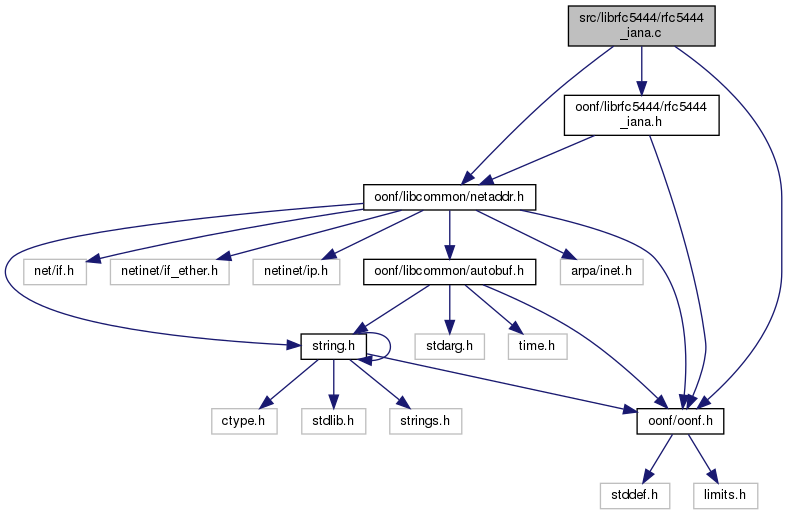 src/librfc5444/rfc5444
_iana.c
oonf/librfc5444/rfc5444
_iana.h
oonf/libcommon/netaddr.h
net/if.h
netinet/if_ether.h
netinet/ip.h
oonf/libcommon/autobuf.h
arpa/inet.h
string.h
stdarg.h
time.h
ctype.h
stdlib.h
strings.h
oonf/oonf.h
stddef.h
limits.h